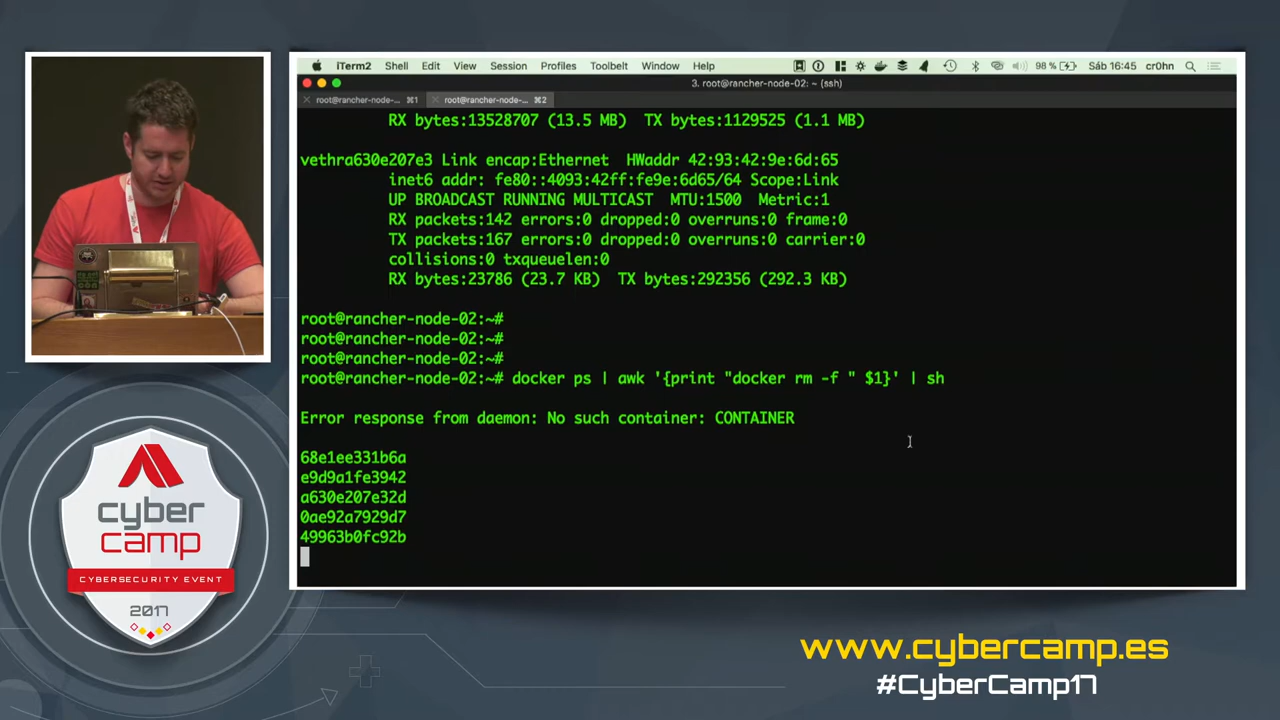 iTerm2 Shell Edit View Session Profiles Toolbelt Window Help 98 % Sáb 16:45 cr0hn
3. root@rancher-node-02: ~ (ssh)
root@rancher-node-... ⌘1 root@rancher-node-... ⌘2
RX bytes:13528707 (13.5 MB) TX bytes:1129525 (1.1 MB)
vethra630e207e3 Link encap:Ethernet HWaddr 42:93:42:9e:6d:65
inet6 addr: fe80::4093:42ff:fe9e:6d65/64 Scope:Link
UP BROADCAST RUNNING MULTICAST MTU:1500 Metric:1
RX packets:142 errors:0 dropped:0 overruns:0 frame:0
TX packets:167 errors:0 dropped:0 overruns:0 carrier:0
collisions:0 txqueuelen:0
RX bytes:23786 (23.7 KB) TX bytes:292356 (292.3 KB)
root@rancher-node-02:~#
root@rancher-node-02:~#
root@rancher-node-02:~#
root@rancher-node-02:~# docker ps | awk '{print "docker rm -f " $1}' | sh
Error response from daemon: No such container: CONTAINER
68e1ee331b6a
e9d9a1fe3942
a630e207e32d
0ae92a7929d7
49963b0fc92b
cyber
camp
CYBERSECURITY EVENT
2017
www.cybercamp.es
#CyberCamp17